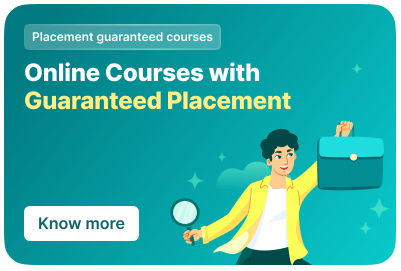 Placement guaranteed courses
Online Courses with
Guaranteed Placement
Know more